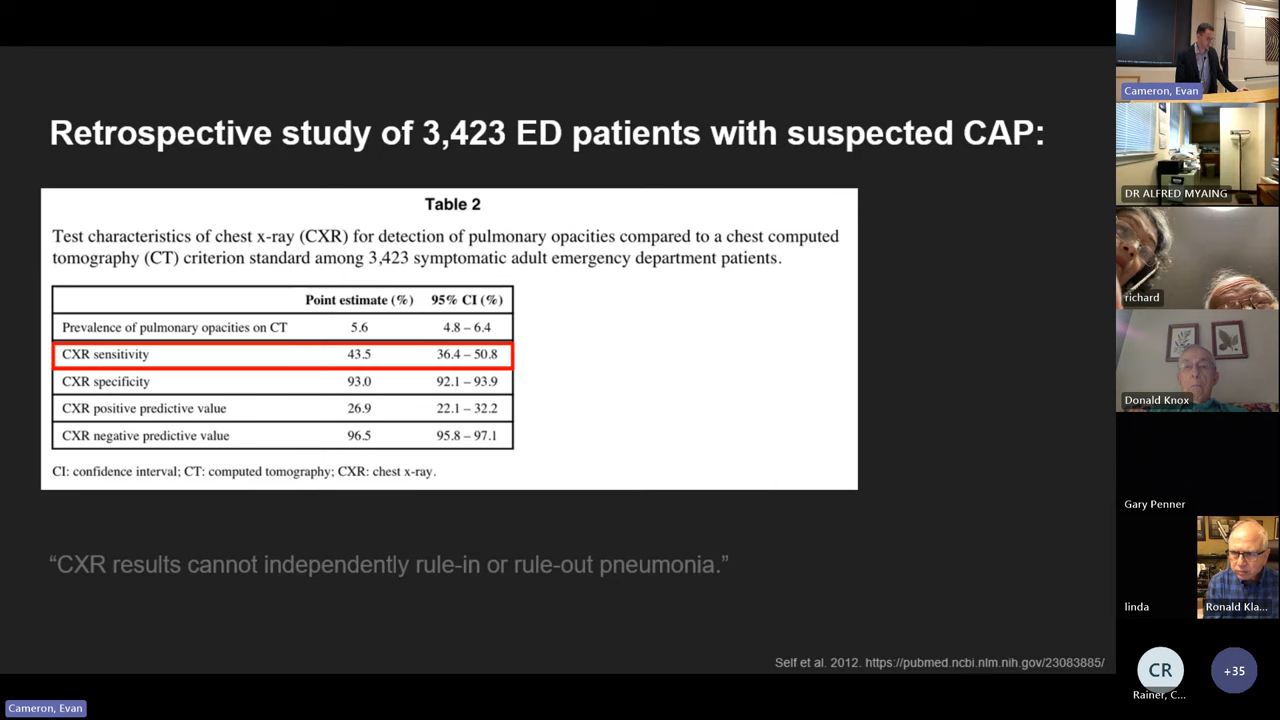 Retrospective study of 3,423 ED patients with suspected CAP:
Table 2
Test characteristics of chest x-ray (CXR) for detection of pulmonary opacities compared to a chest computed
tomography (CT) criterion standard among 3,423 symptomatic adult emergency department patients.
Point estimate (%) 95% CI (%)
Prevalence of pulmonary opacities on CT 5.6 4.8 – 6.4
CXR sensitivity 43.5 36.4 – 50.8
CXR specificity 93.0 92.1 – 93.9
CXR positive predictive value 26.9 22.1 – 32.2
CXR negative predictive value 96.5 95.8 – 97.1
CI: confidence interval; CT: computed tomography; CXR: chest x-ray.
“CXR results cannot independently rule-in or rule-out pneumonia.”
Self et al. 2012. https://pubmed.ncbi.nlm.nih.gov/23083885/
Cameron, Evan
Cameron, Evan
DR ALFRED MYAING
richard
Donald Knox
Gary Penner
linda
Ronald Kla...
CR
Rainer, C...
+35